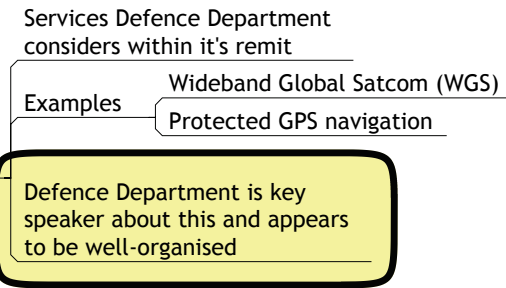 Services Defence Department
considers within it's remit
Examples
Wideband Global Satcom (WGS)
Protected GPS navigation
Defence Department is key
speaker about this and appears
to be well-organised